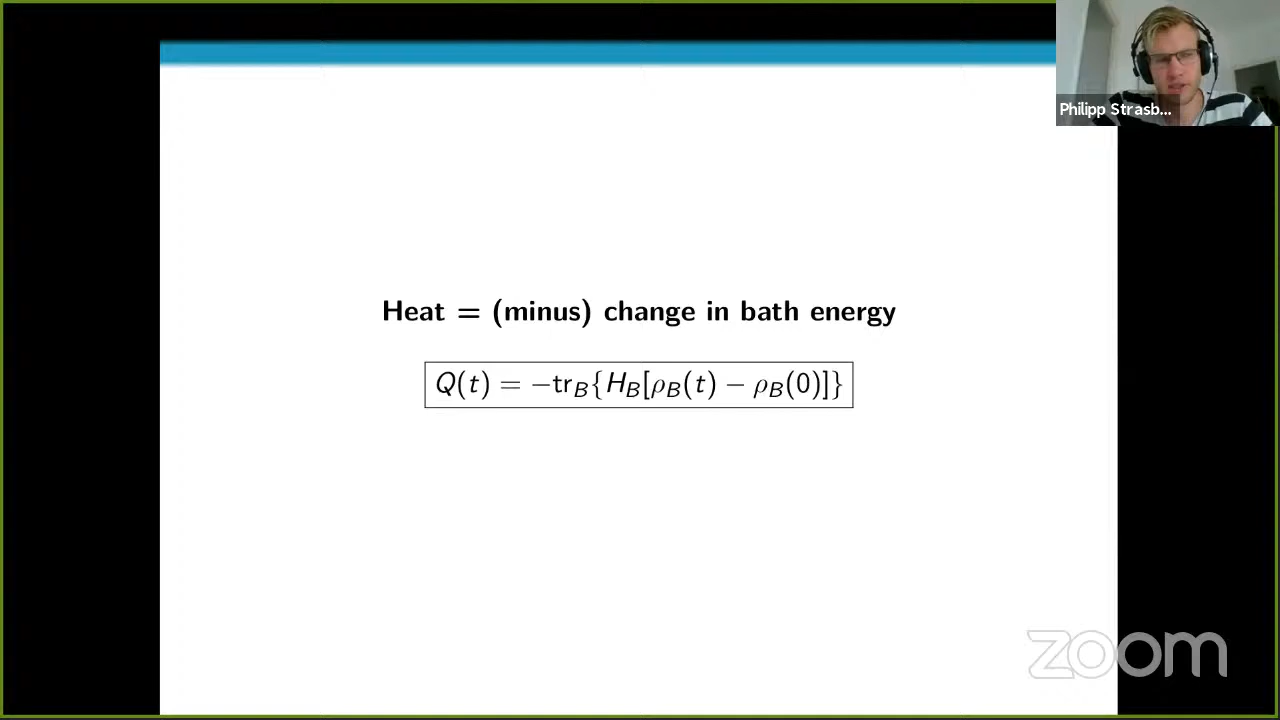 Philipp Strasb...
Heat = (minus) change in bath energy
Q(t) = −tr_B{H_B[ρ_B(t) − ρ_B(0)]}
zoom